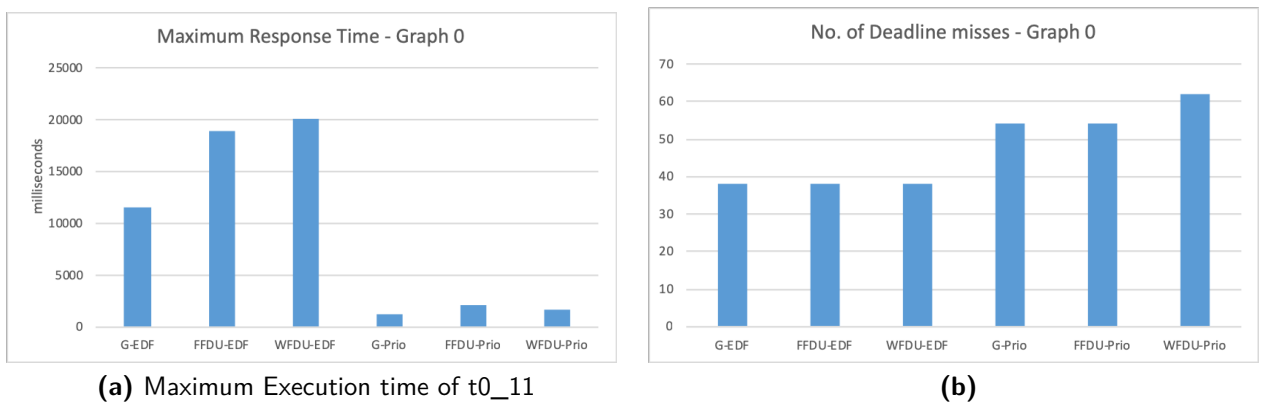 Maximum Response Time - Graph 0
25000
20000
15000
10000
5000
0
milliseconds
G-EDF FFDU-EDF WFDU-EDF G-Prio FFDU-Prio WFDU-Prio
(a) Maximum Execution time of t0_11
No. of Deadline misses - Graph 0
70
60
50
40
30
20
10
0
G-EDF FFDU-EDF WFDU-EDF G-Prio FFDU-Prio WFDU-Prio
(b)